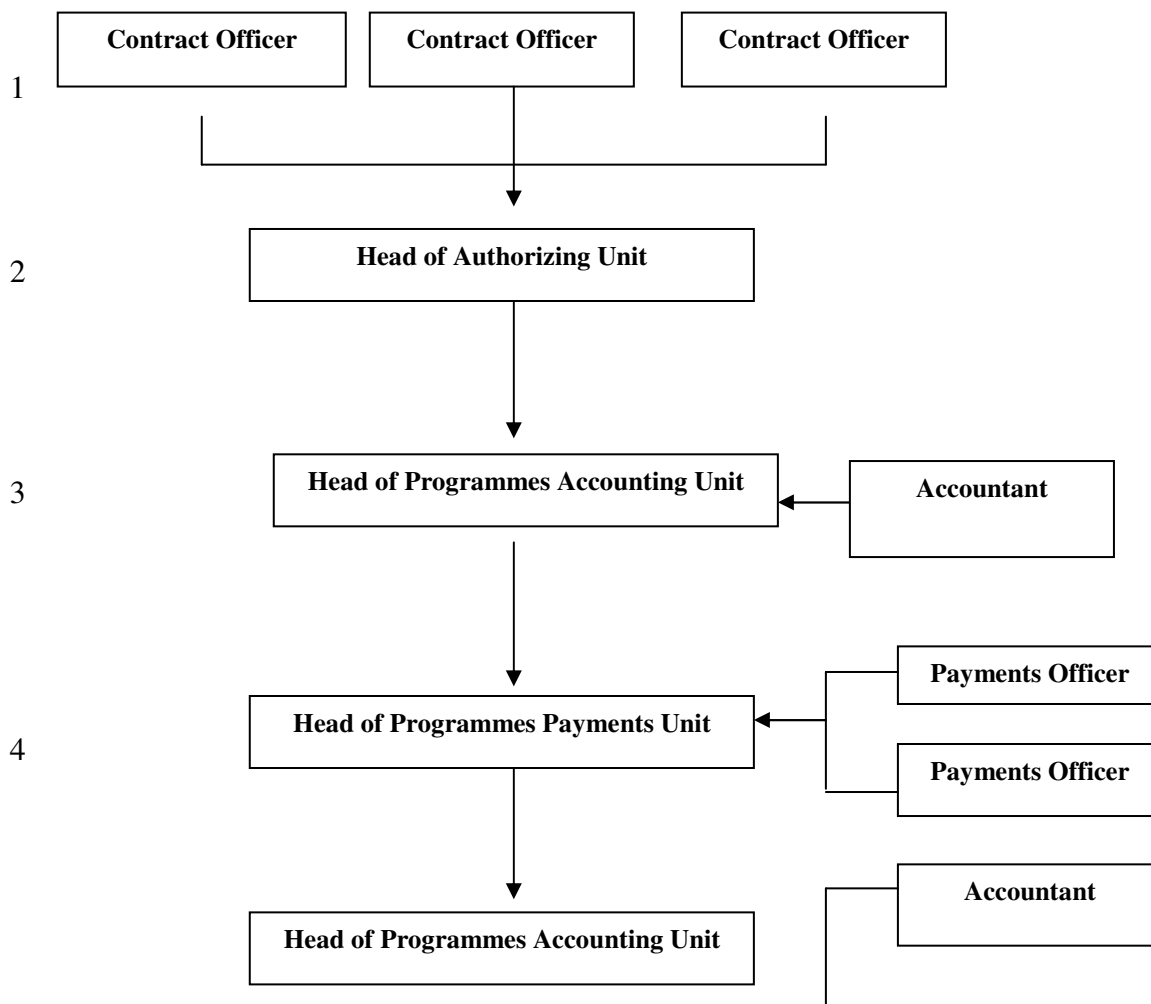 Contract Officer
Contract Officer
Contract Officer
1
Head of Authorizing Unit
2
Head of Programmes Accounting Unit
Accountant
3
Payments Officer
Head of Programmes Payments Unit
4
Payments Officer
Accountant
Head of Programmes Accounting Unit